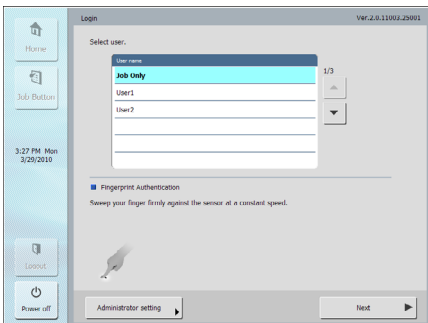 Login
Ver.2.0.11003.25001
Home
Job Button
3:27 PM Mon
3/29/2010
Logout
Power off
Select user.
User name
Job Only
User1
User2
1/3
Fingerprint Authentication
Sweep your finger firmly against the sensor at a constant speed.
Administrator setting
Next